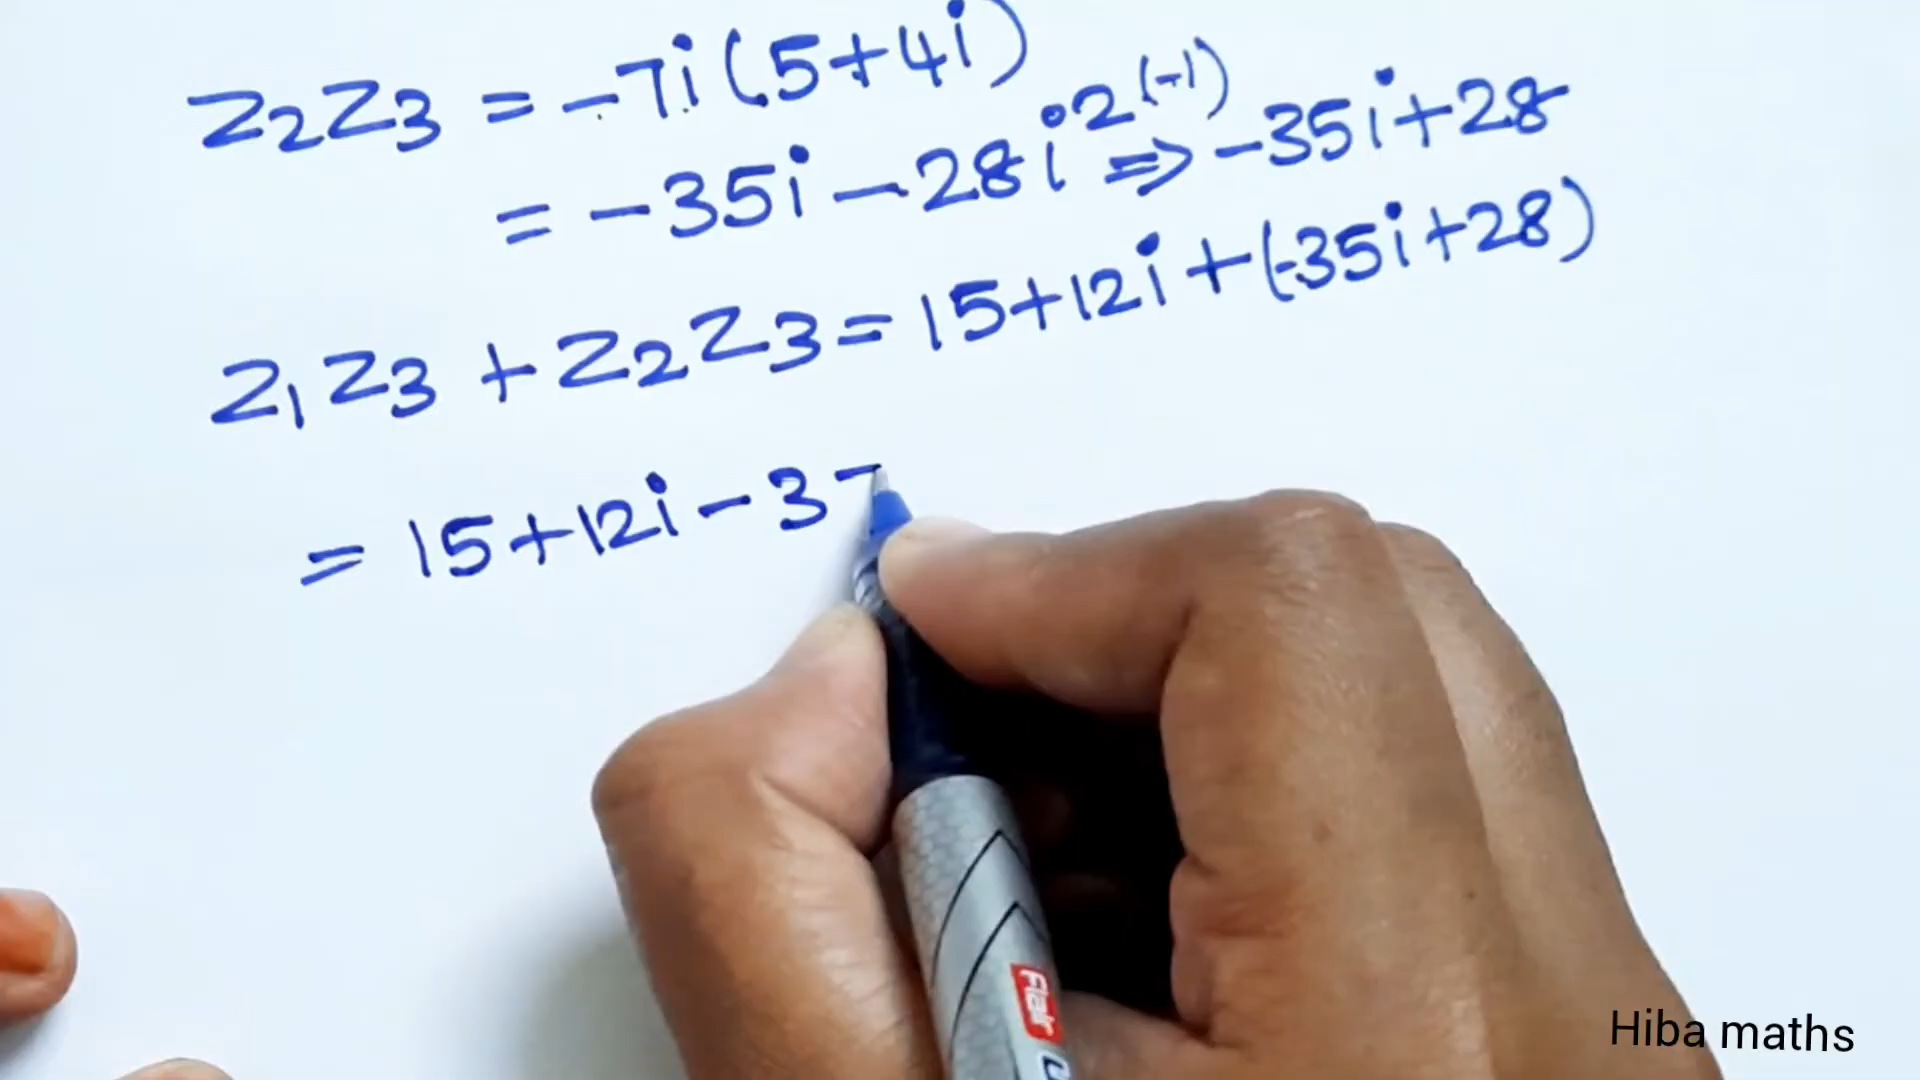 Z₂Z₃ = -7i(5+4i)
= -35i - 28i² (-1) ⇒ -35i+28
Z₁Z₃ + Z₂Z₃ = 15+12i+(-35i+28)
= 15+12i - 3
Flair
Hiba maths